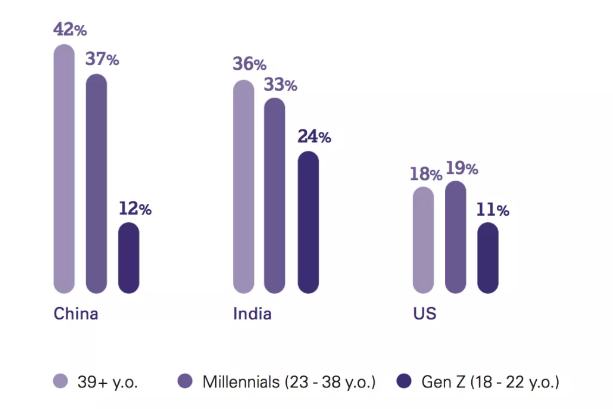 42%
37%
12%
China
36%
33%
24%
India
18%
19%
11%
US
39+ y.o.
Millennials (23 - 38 y.o.)
Gen Z (18 - 22 y.o.)